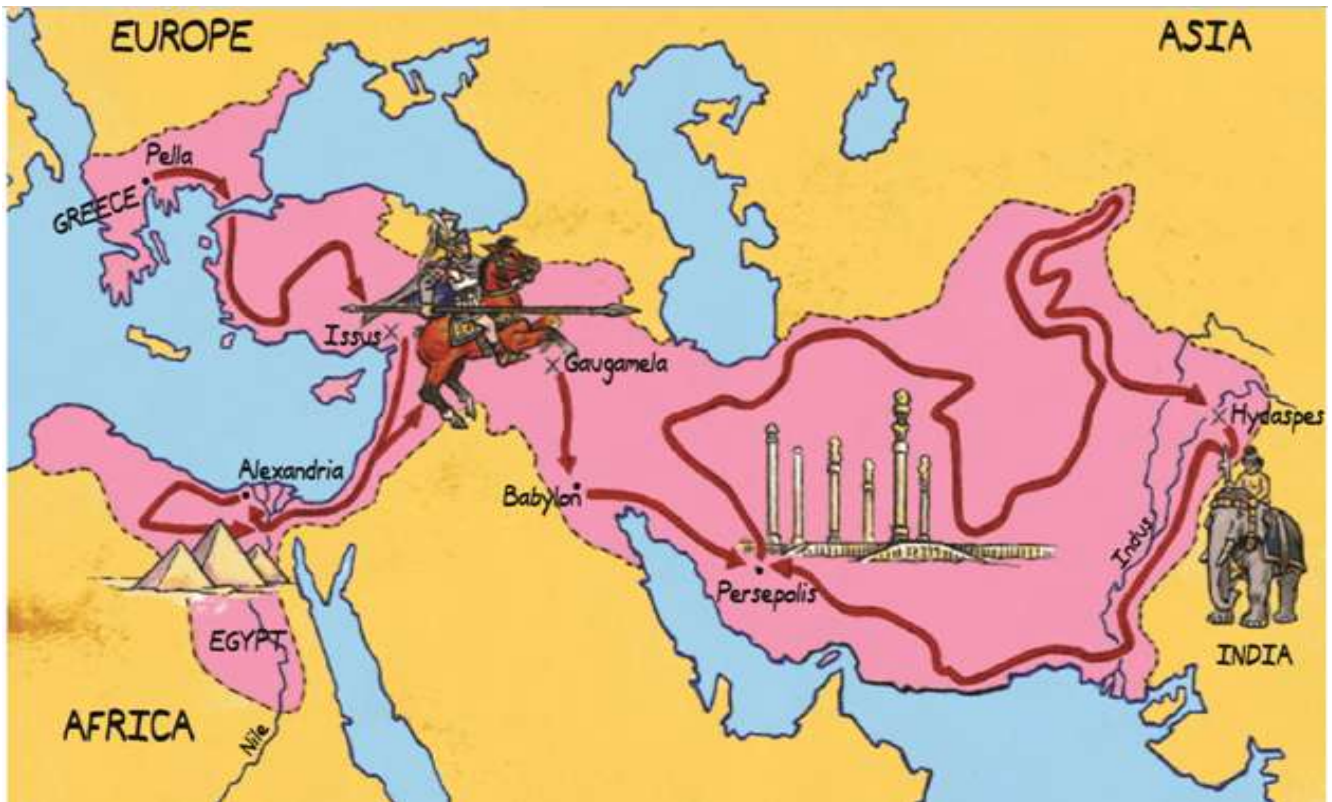 EUROPE
ASIA
Pella
GREECE
Issus
Gaugamela
Hydaspes
Alexandria
Babylon
Indus
Persepolis
EGYPT
INDIA
AFRICA
Nile